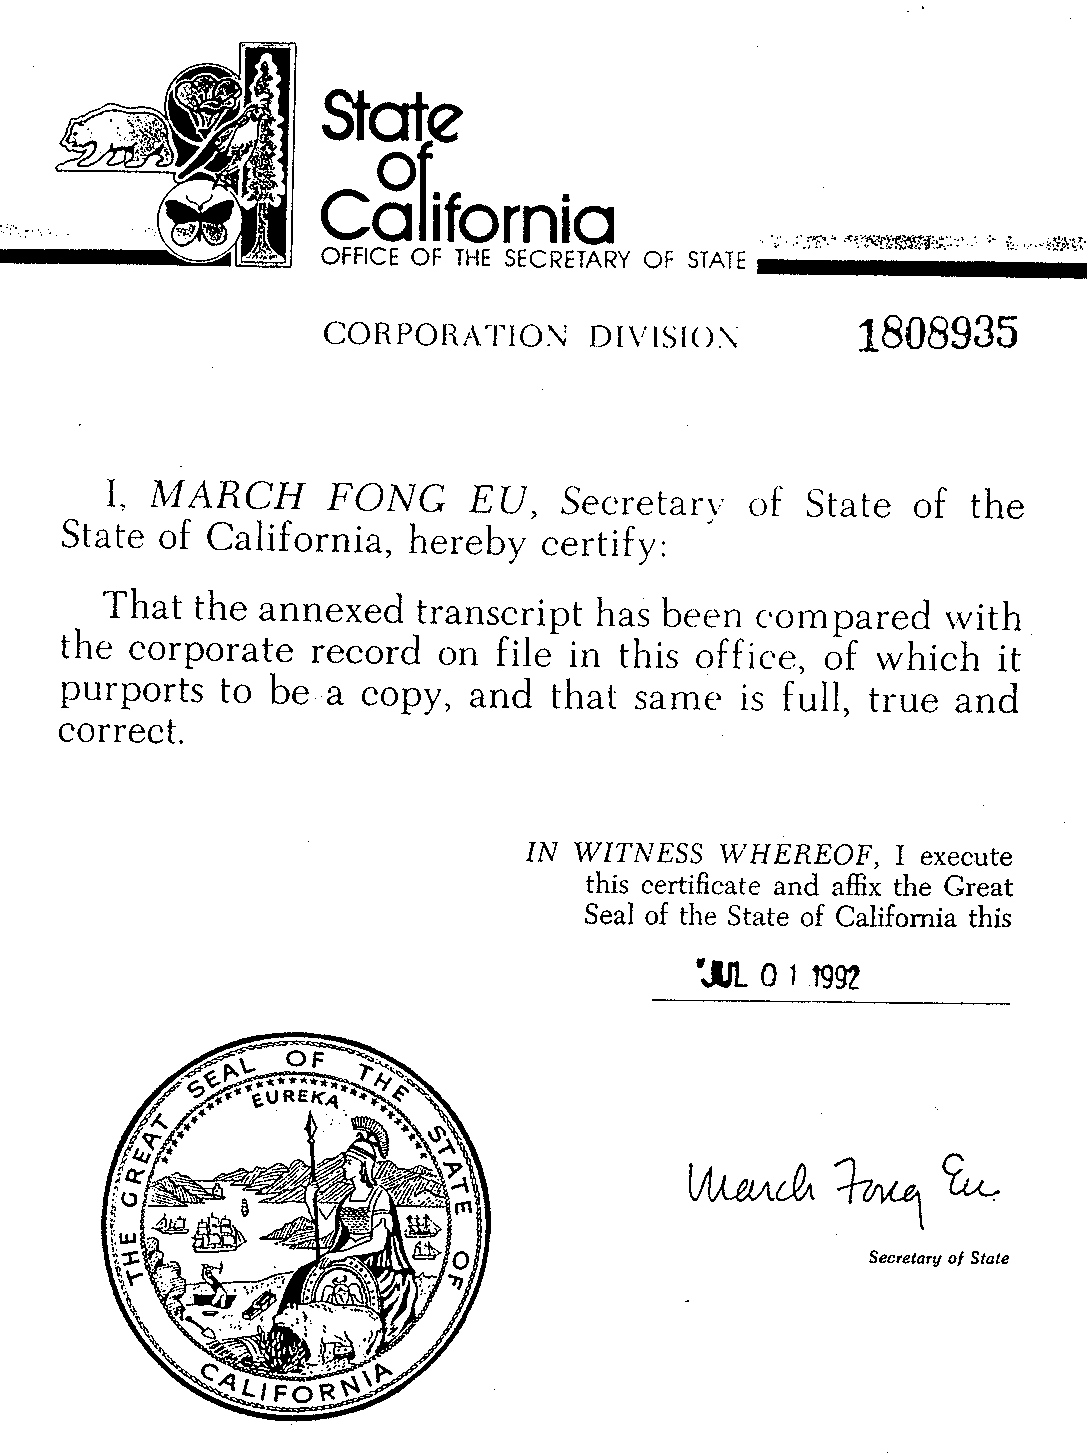 State
of
California
OFFICE OF THE SECRETARY OF STATE
CORPORATION DIVISION 1808935
I, MARCH FONG EU, Secretary of State of the
State of California, hereby certify:
That the annexed transcript has been compared with
the corporate record on file in this office, of which it
purports to be a copy, and that same is full, true and
correct.
IN WITNESS WHEREOF, I execute
this certificate and affix the Great
Seal of the State of California this
JUL 01 1992
THE GREAT SEAL OF THE STATE OF
EUREKA
CALIFORNIA
March Fong Eu
Secretary of State